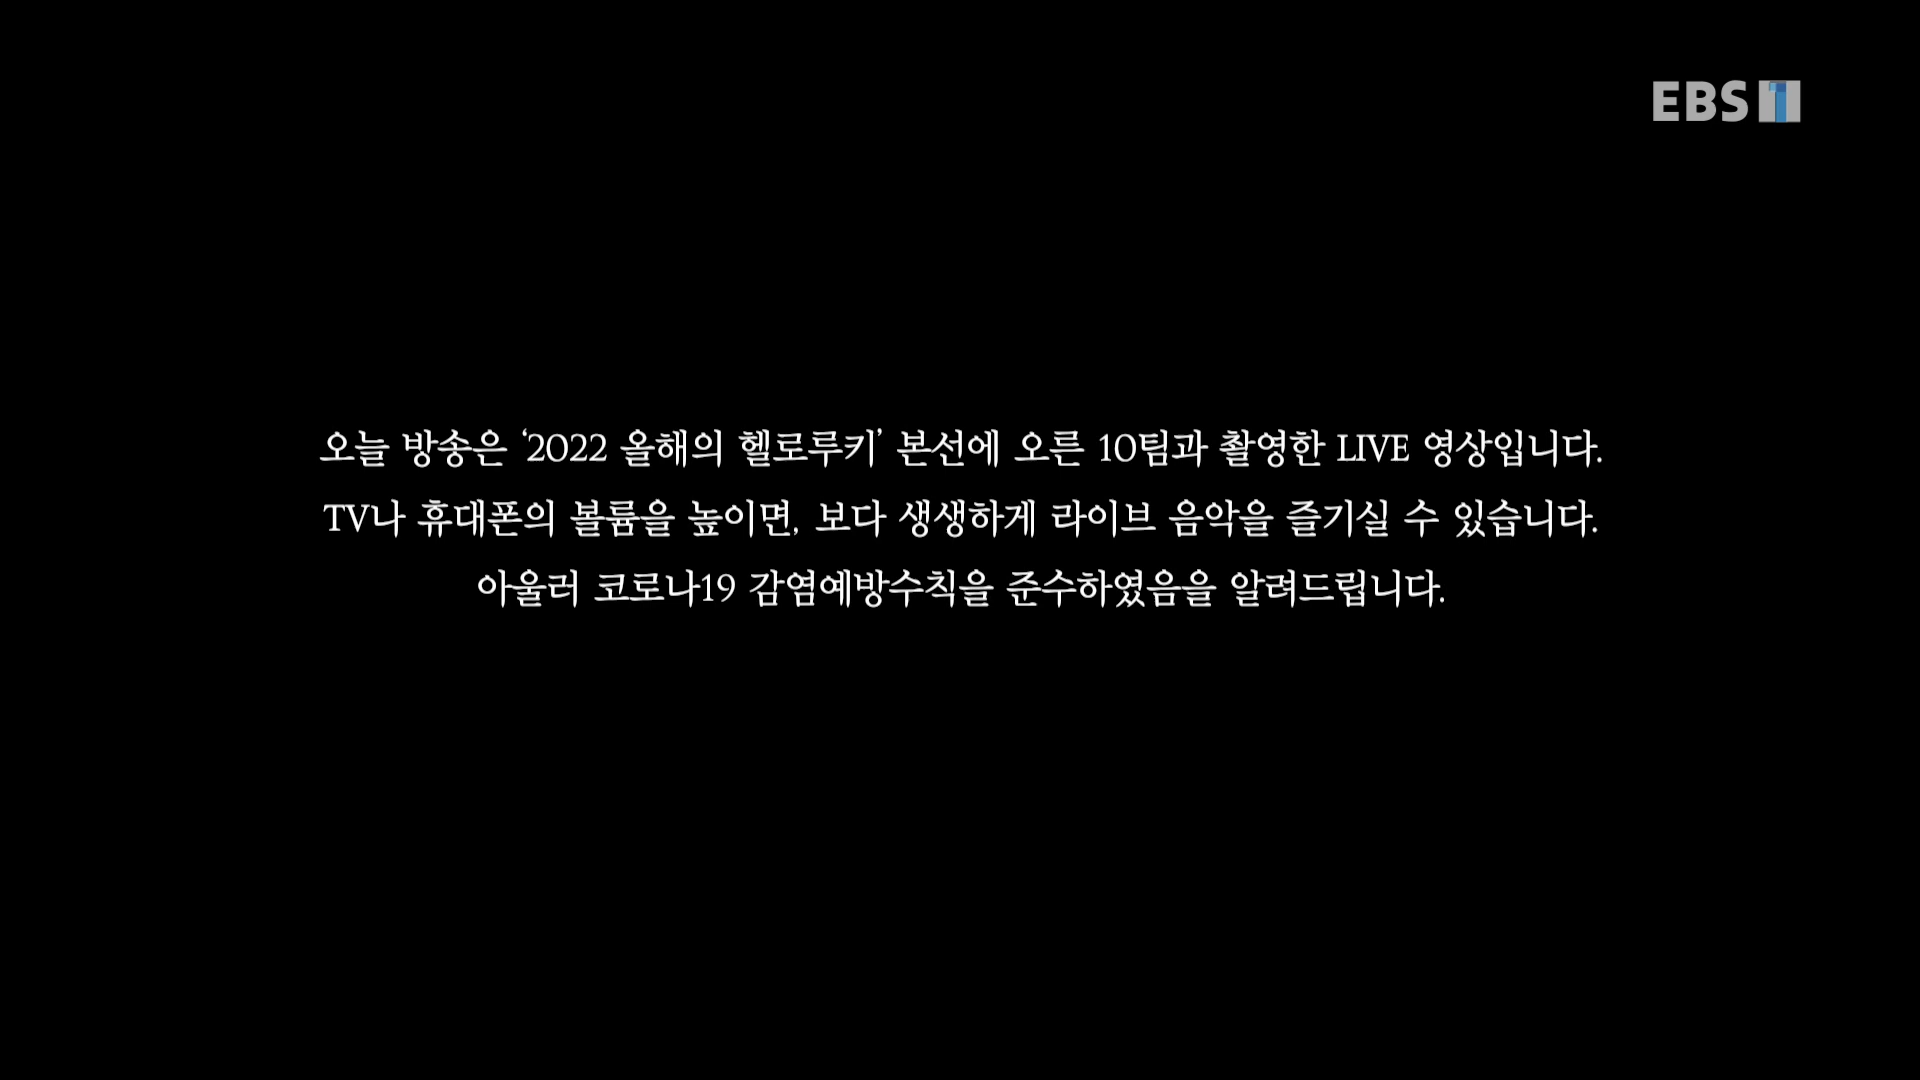 EBS 1
오늘 방송은 ‘2022 올해의 헬로루키’ 본선에 오른 10팀과 촬영한 LIVE 영상입니다.
TV나 휴대폰의 볼륨을 높이면, 보다 생생하게 라이브 음악을 즐기실 수 있습니다.
아울러 코로나19 감염예방수칙을 준수하였음을 알려드립니다.